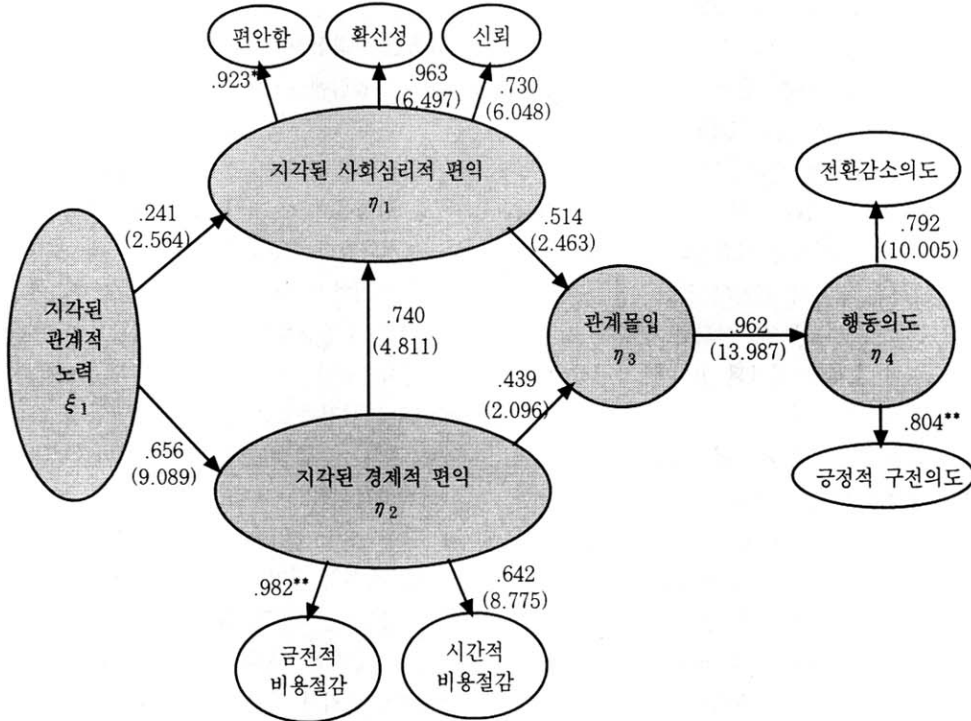 편안함
확신성
신뢰
.923*
.963
(6.497)
.730
(6.048)
지각된 사회심리적 편익
η1
전환감소의도
.241
(2.564)
.514
(2.463)
.792
(10.005)
지각된
관계적
노력
ξ1
.740
(4.811)
관계몰입
η3
.962
(13.987)
행동의도
η4
.656
(9.089)
.439
(2.096)
.804**
지각된 경제적 편익
η2
긍정적 구전의도
.982**
.642
(8.775)
금전적
비용절감
시간적
비용절감